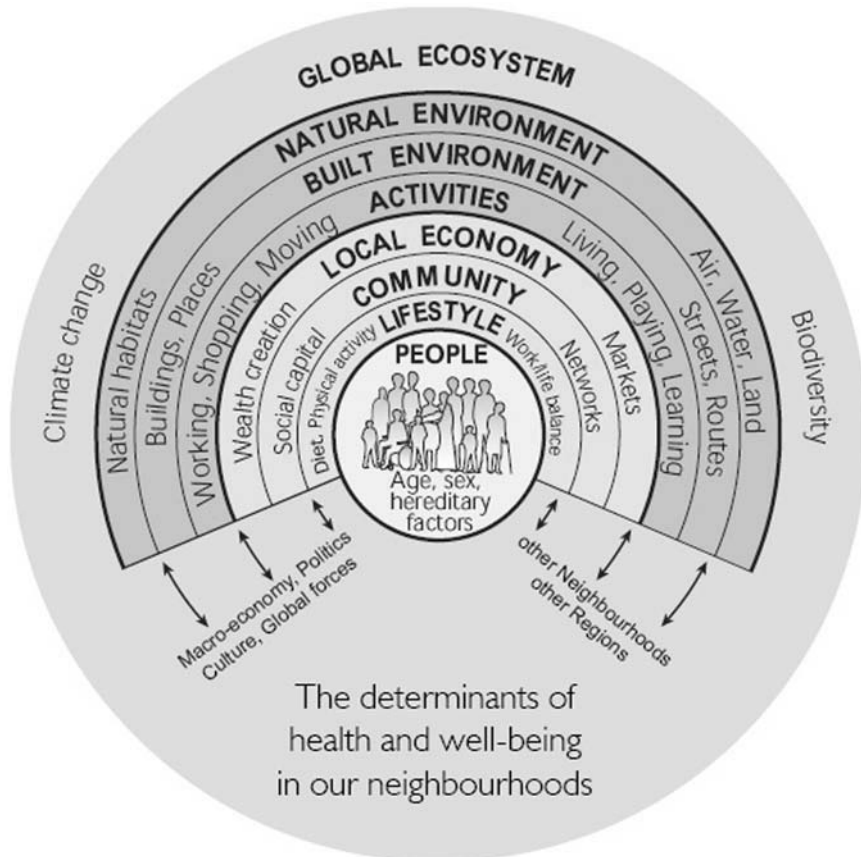 GLOBAL ECOSYSTEM
NATURAL ENVIRONMENT
BUILT ENVIRONMENT
ACTIVITIES
LOCAL ECONOMY
COMMUNITY
LIFESTYLE
PEOPLE
Age, sex,
hereditary
factors
Climate change
Natural habitats
Buildings, Places
Working, Shopping, Moving
Wealth creation
Social capital
Diet. Physical activity
Work/life balance
Networks
Markets
Living, Playing, Learning
Streets, Routes
Air, Water, Land
Biodiversity
Macro-economy, Politics
Culture, Global forces
other Neighbourhoods
other Regions
The determinants of
health and well-being
in our neighbourhoods